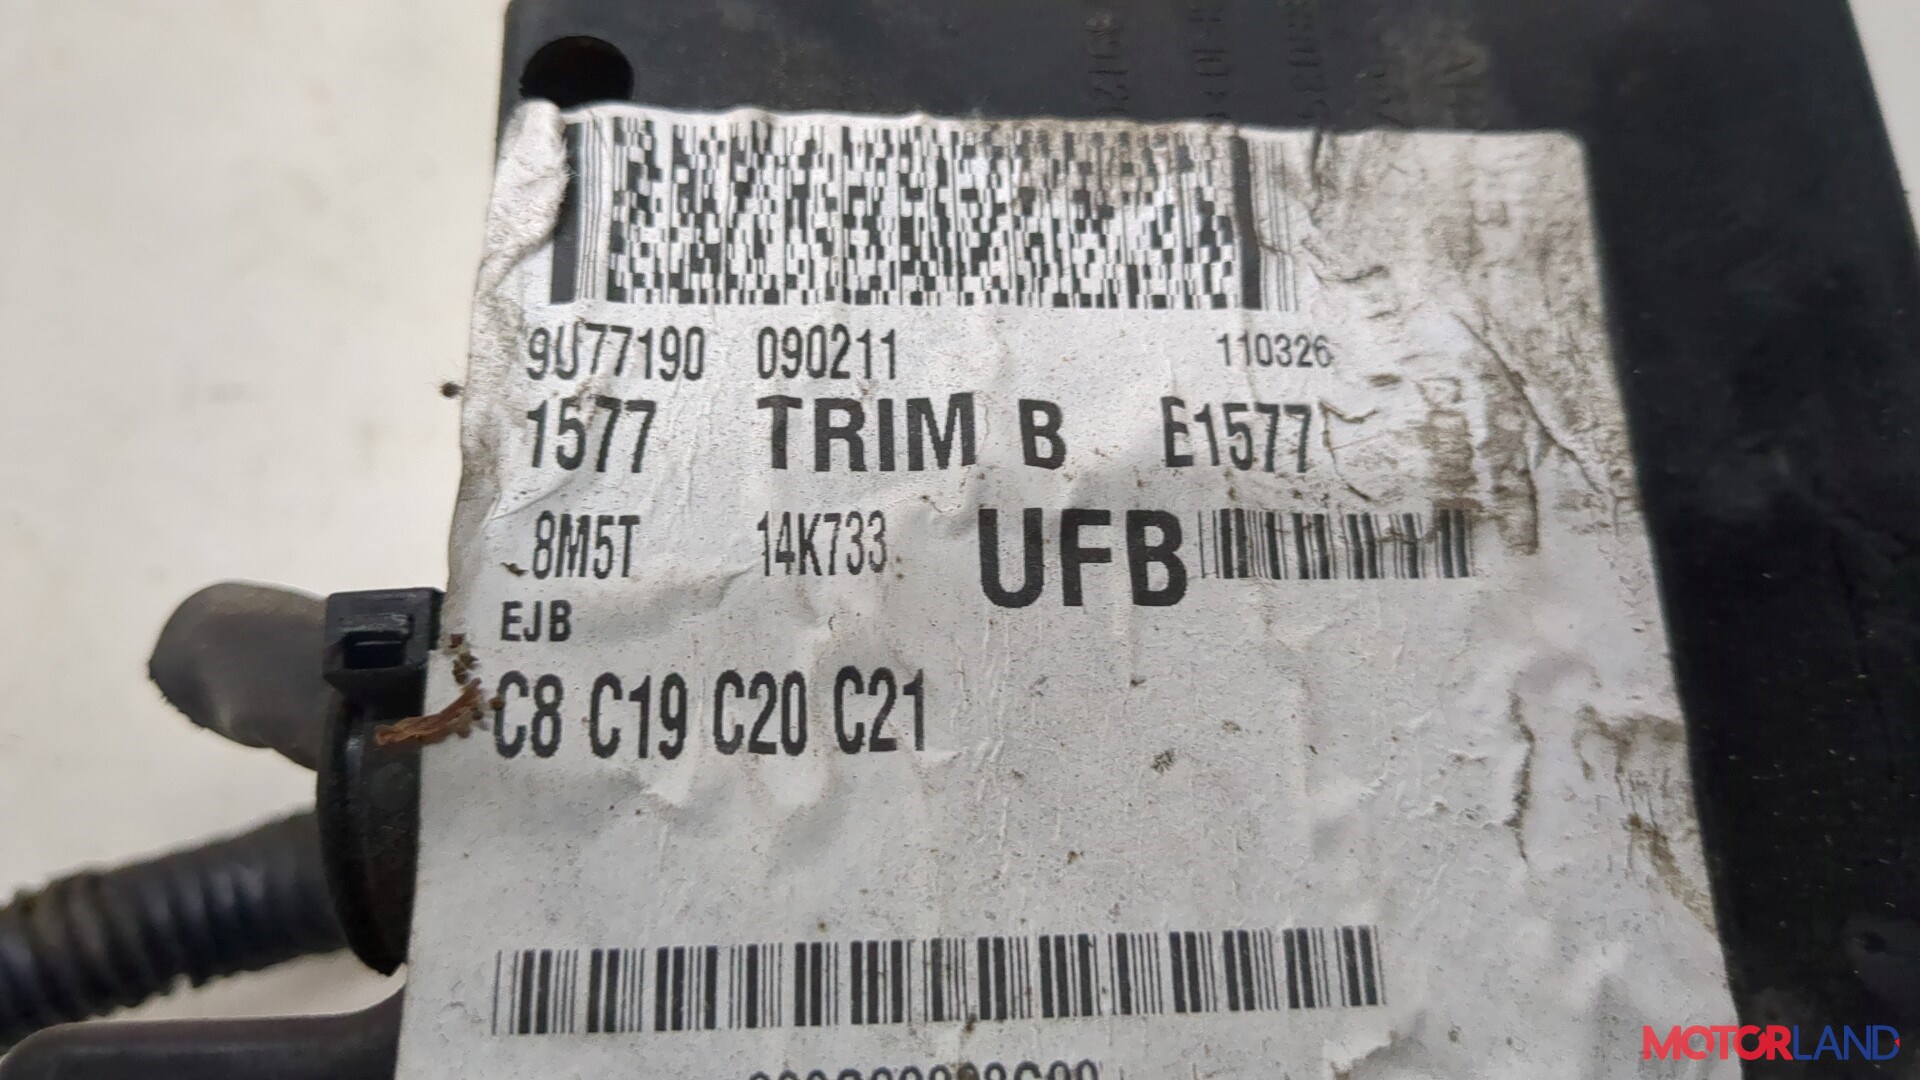 9U77190 090211 110326
1577 TRIM B E1577
8M5T 14K733 UFB
EJB
C8 C19 C20 C21
MOTORLAND